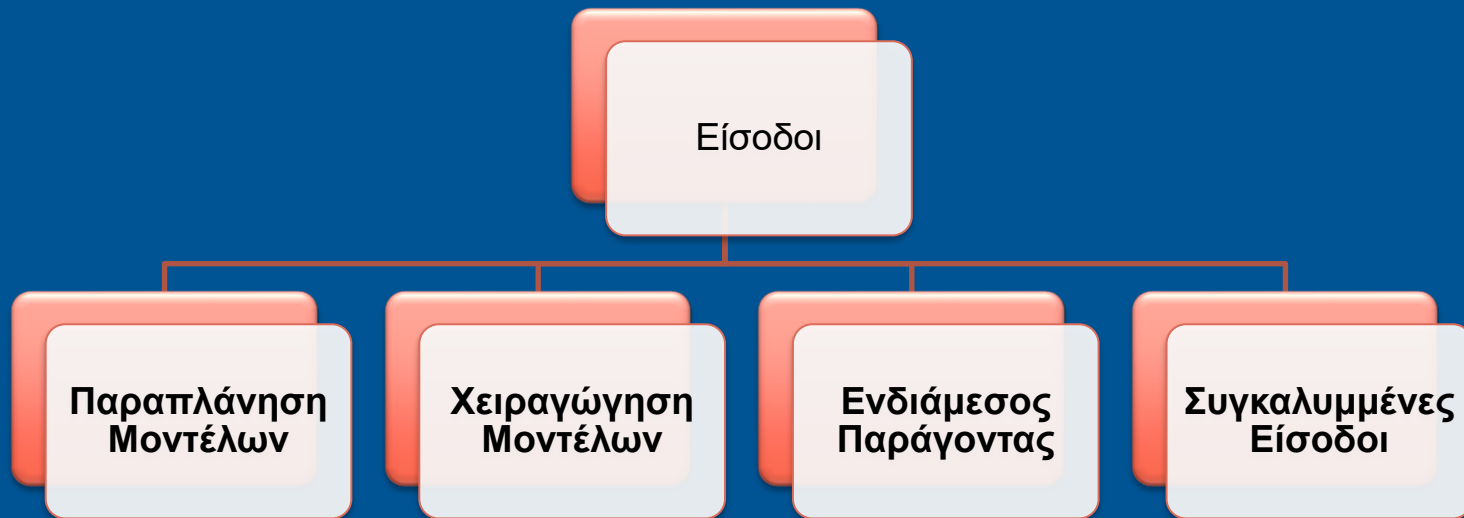 Είσοδοι
Παραπλάνηση
Μοντέλων
Χειραγώγηση
Μοντέλων
Ενδιάμεσος
Παράγοντας
Συγκαλυμμένες
Είσοδοι